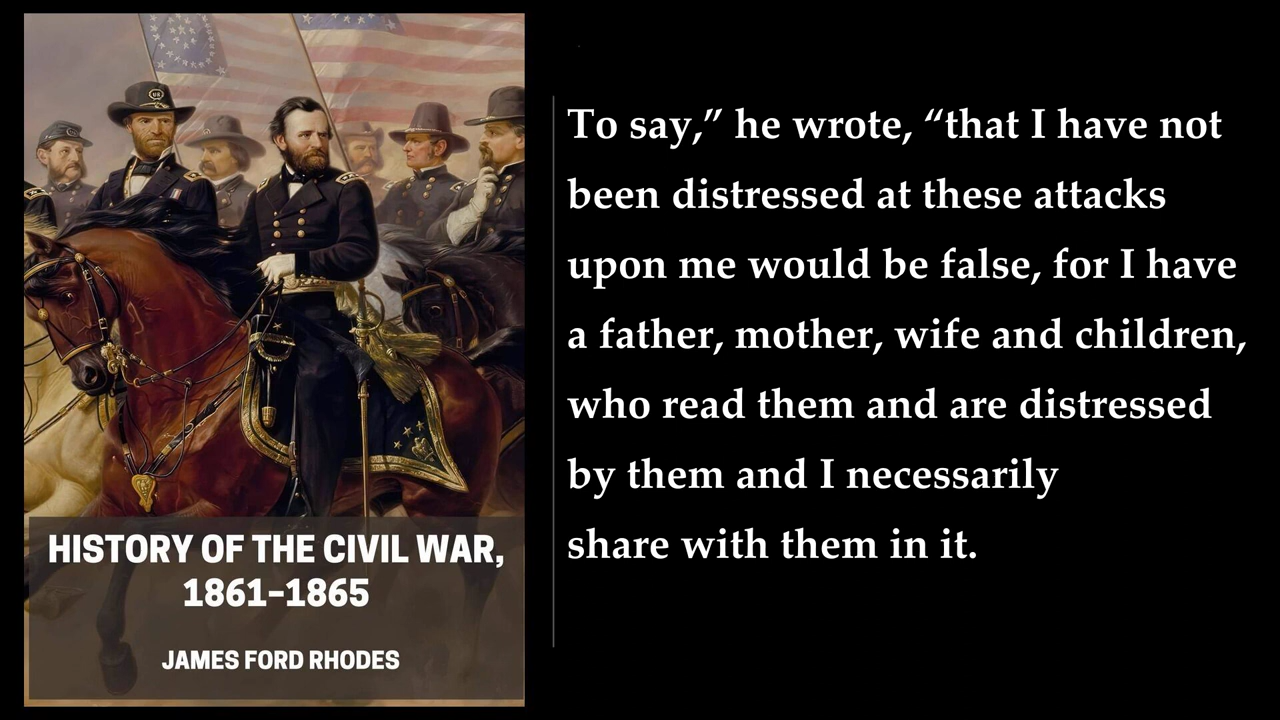 HISTORY OF THE CIVIL WAR,
1861–1865
JAMES FORD RHODES
To say,” he wrote, “that I have not
been distressed at these attacks
upon me would be false, for I have
a father, mother, wife and children,
who read them and are distressed
by them and I necessarily
share with them in it.